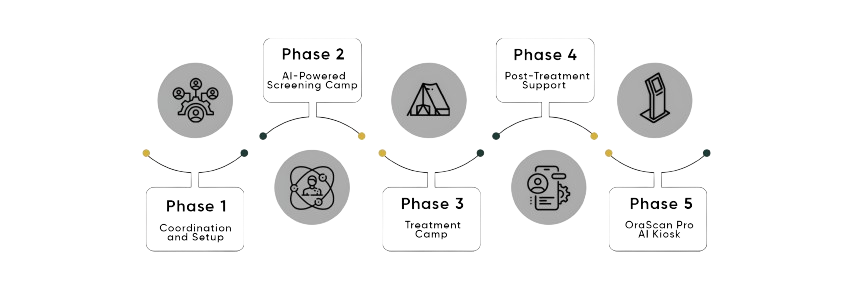 Phase 1
Coordination
and Setup
Phase 2
AI-Powered
Screening Camp
Phase 3
Treatment
Camp
Phase 4
Post-Treatment
Support
Phase 5
OraScan Pro
AI Kiosk